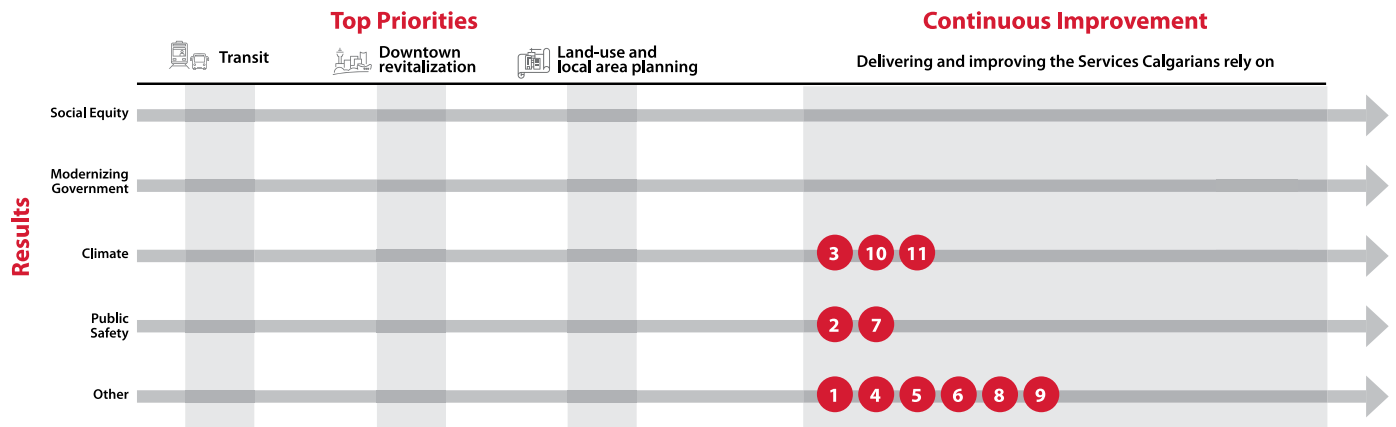 Top Priorities
Continuous Improvement
Transit
Downtown
revitalization
Land-use and
local area planning
Delivering and improving the Services Calgarians rely on
Results
Social Equity
Modernizing
Government
Climate
3 10 11
Public
Safety
2 7
Other
1 4 5 6 8 9